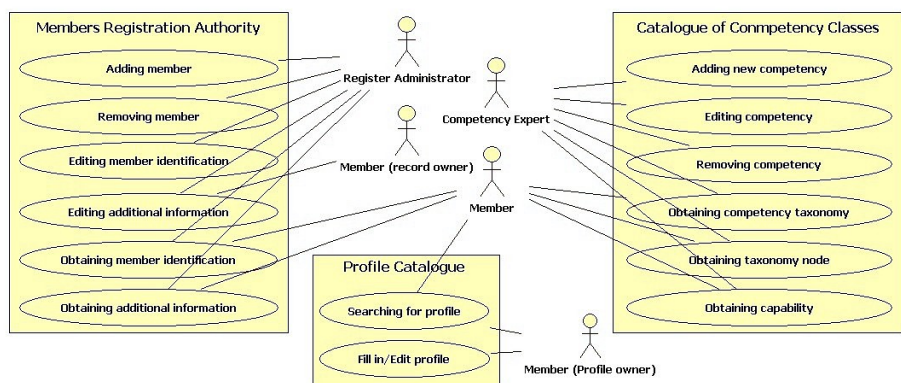 Members Registration Authority
Adding member
Removing member
Editing member identification
Editing additional information
Obtaining member identification
Obtaining additional information
Register Administrator
Competency Expert
Member (record owner)
Member
Profile Catalogue
Searching for profile
Fill in/Edit profile
Member (Profile owner)
Catalogue of Conmpetency Classes
Adding new competency
Editing competency
Removing competency
Obtaining competency taxonomy
Obtaining taxonomy node
Obtaining capability